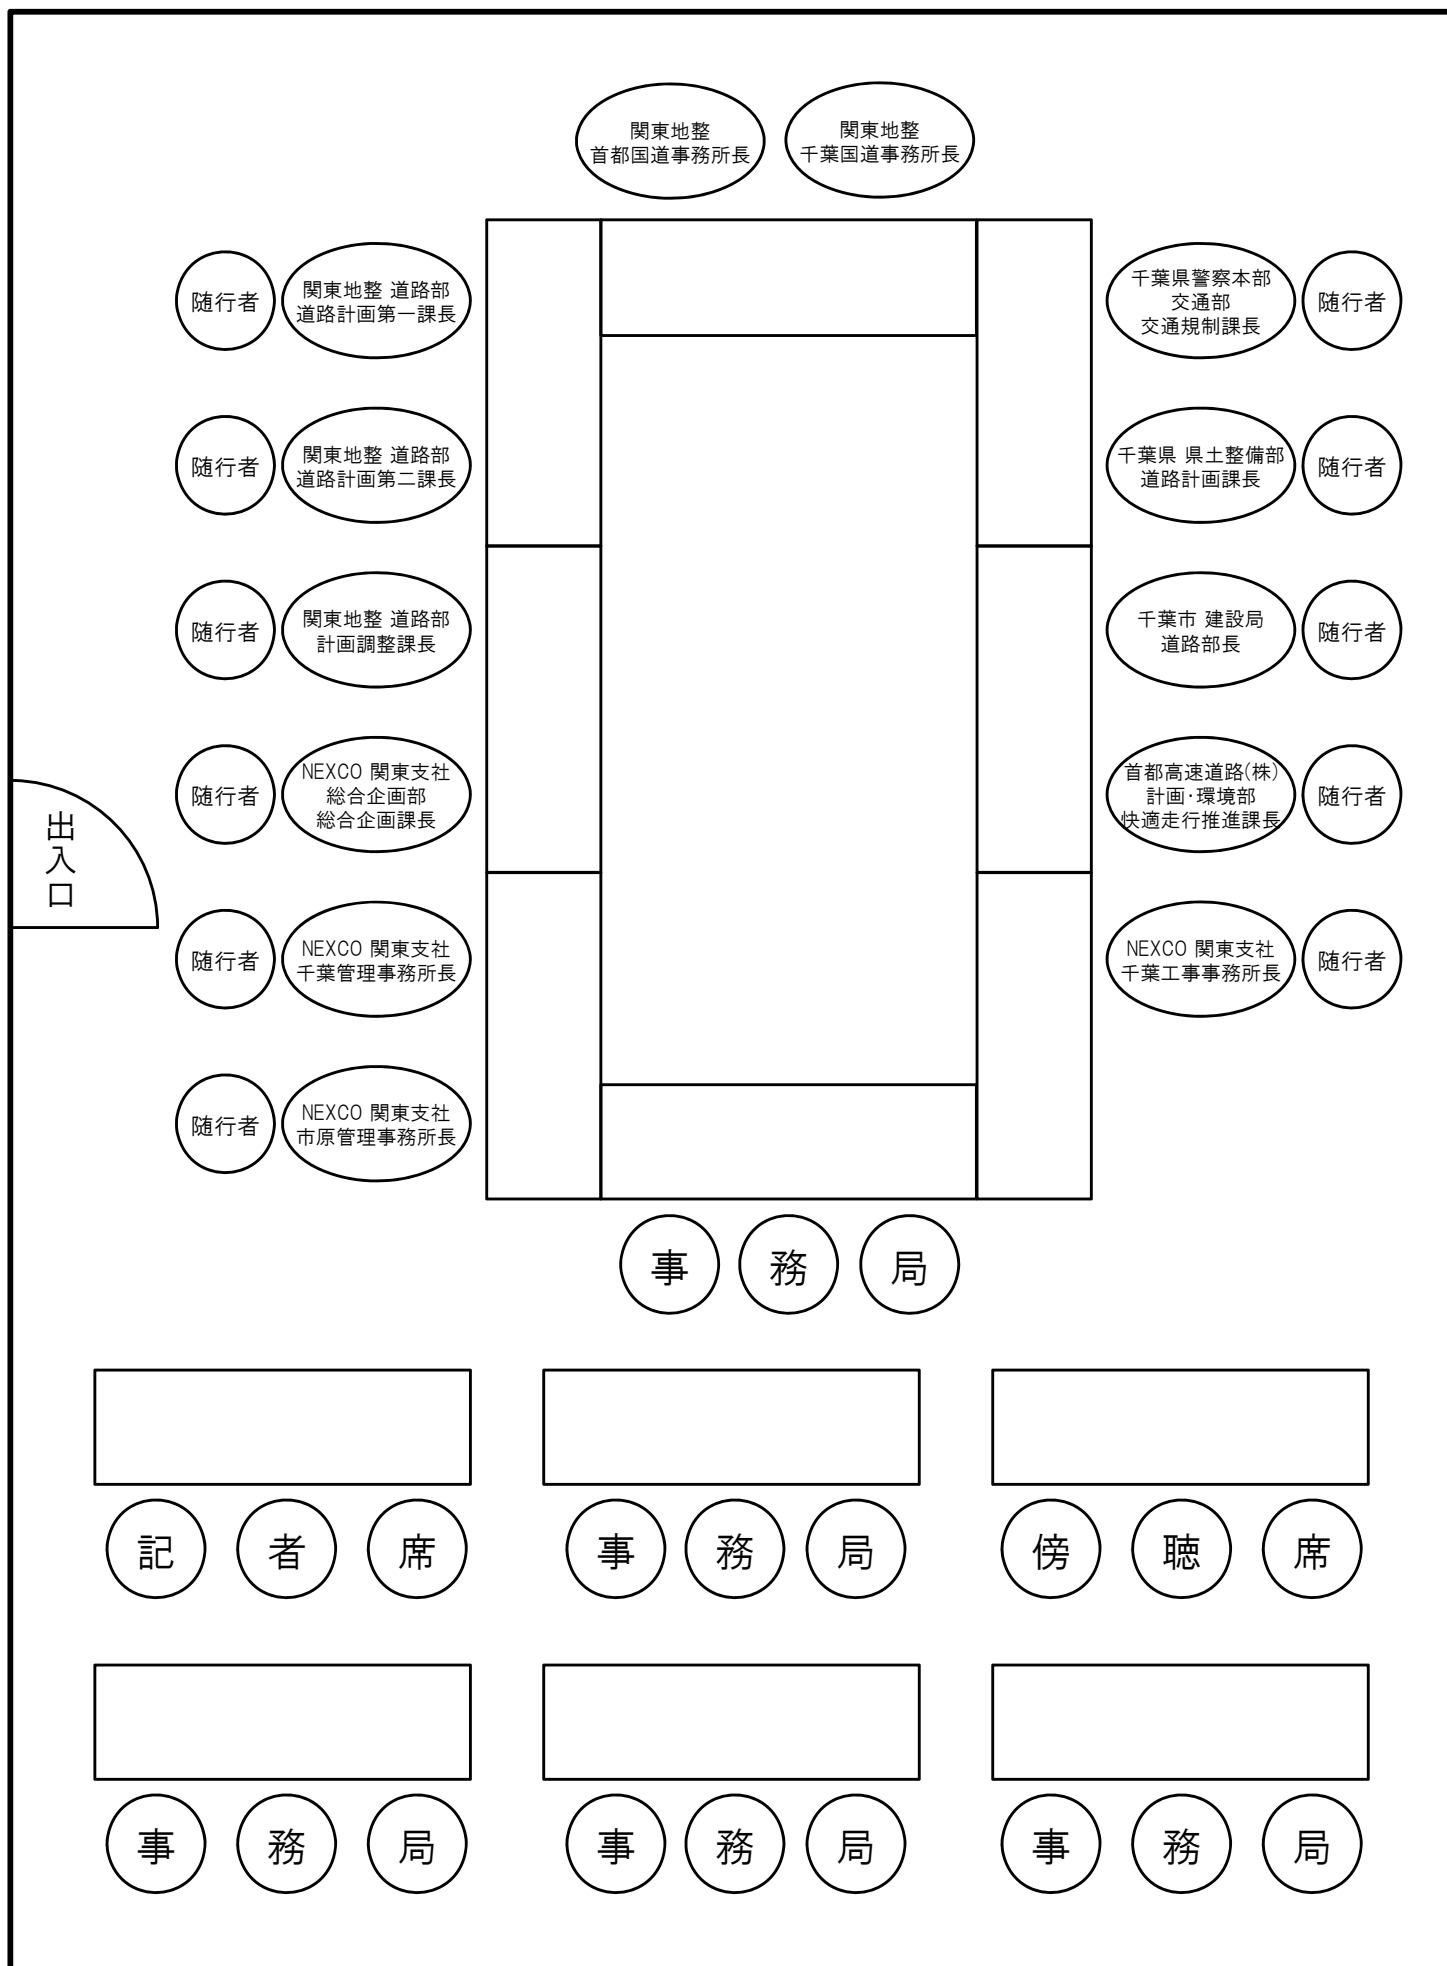 関東地整
首都国道事務所長
関東地整
千葉国道事務所長
随行者
関東地整 道路部
道路計画第一課長
千葉県警察本部
交通部
交通規制課長
随行者
随行者
関東地整 道路部
道路計画第二課長
千葉県 県土整備部
道路計画課長
随行者
随行者
関東地整 道路部
計画調整課長
千葉市 建設局
道路部長
随行者
随行者
NEXCO 関東支社
総合企画部
総合企画課長
首都高速道路(株)
計画・環境部
快適走行推進課長
随行者
出入口
随行者
NEXCO 関東支社
千葉管理事務所長
NEXCO 関東支社
千葉工事事務所長
随行者
随行者
NEXCO 関東支社
市原管理事務所長
事務局
記者席
事務局
傍聴席
事務局
事務局
事務局